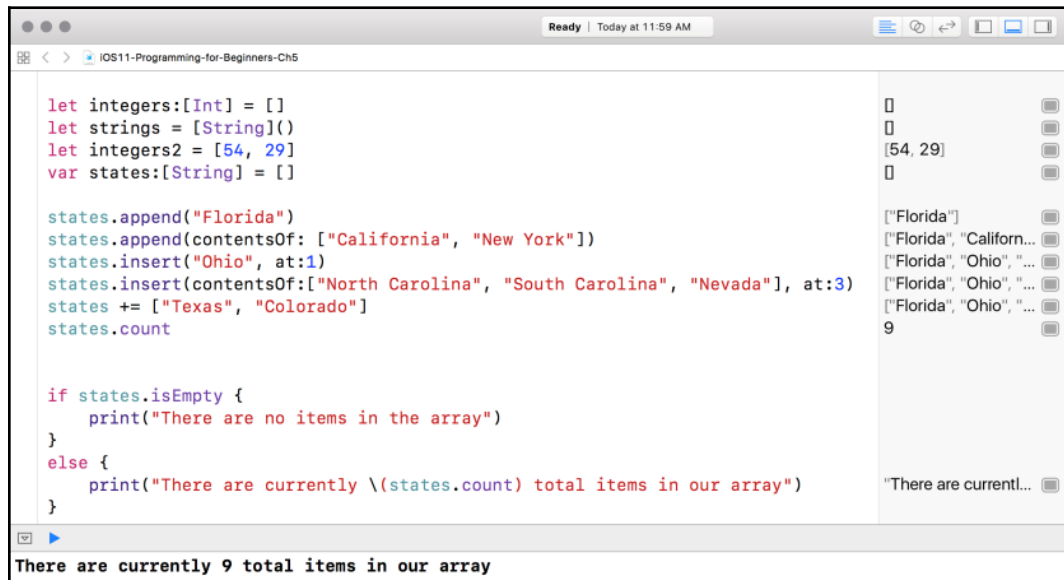 Ready | Today at 11:59 AM
iOS11-Programming-for-Beginners-Ch5
let integers:[Int] = []
[]
let strings = [String]()
[]
let integers2 = [54, 29]
[54, 29]
var states:[String] = []
[]
states.append("Florida")
["Florida"]
states.append(contentsOf: ["California", "New York"])
["Florida", "Californ...
states.insert("Ohio", at:1)
["Florida", "Ohio", "...
states.insert(contentsOf:["North Carolina", "South Carolina", "Nevada"], at:3)
["Florida", "Ohio", "...
states += ["Texas", "Colorado"]
["Florida", "Ohio", "...
states.count
9
if states.isEmpty {
print("There are no items in the array")
}
else {
print("There are currently \(states.count) total items in our array")
"There are currentl...
}
There are currently 9 total items in our array